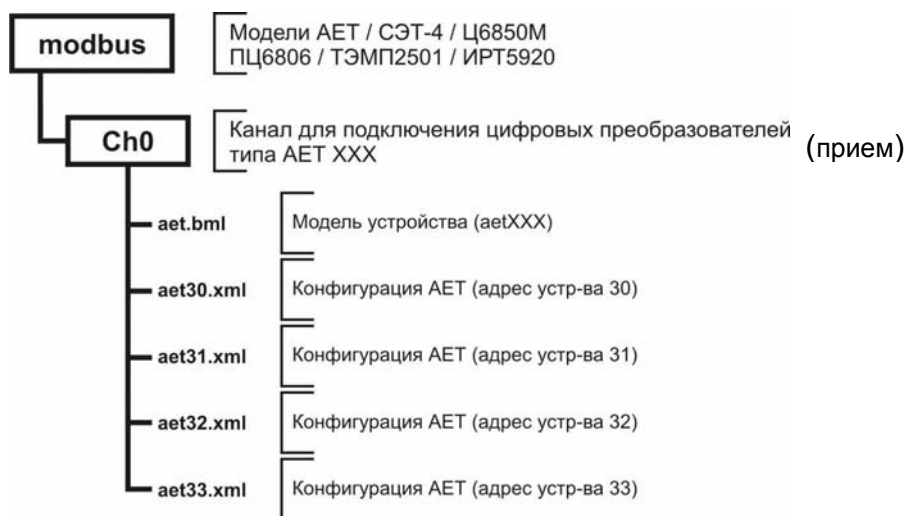 modbus
Модели АЕТ / СЭТ-4 / Ц6850М
ПЦ6806 / ТЭМП2501 / ИРТ5920
Ch0
Канал для подключения цифровых преобразователей
типа АЕТ ХХХ
(прием)
aet.bml
Модель устройства (aetXXX)
aet30.xml
Конфигурация АЕТ (адрес устр-ва 30)
aet31.xml
Конфигурация АЕТ (адрес устр-ва 31)
aet32.xml
Конфигурация АЕТ (адрес устр-ва 32)
aet33.xml
Конфигурация АЕТ (адрес устр-ва 33)